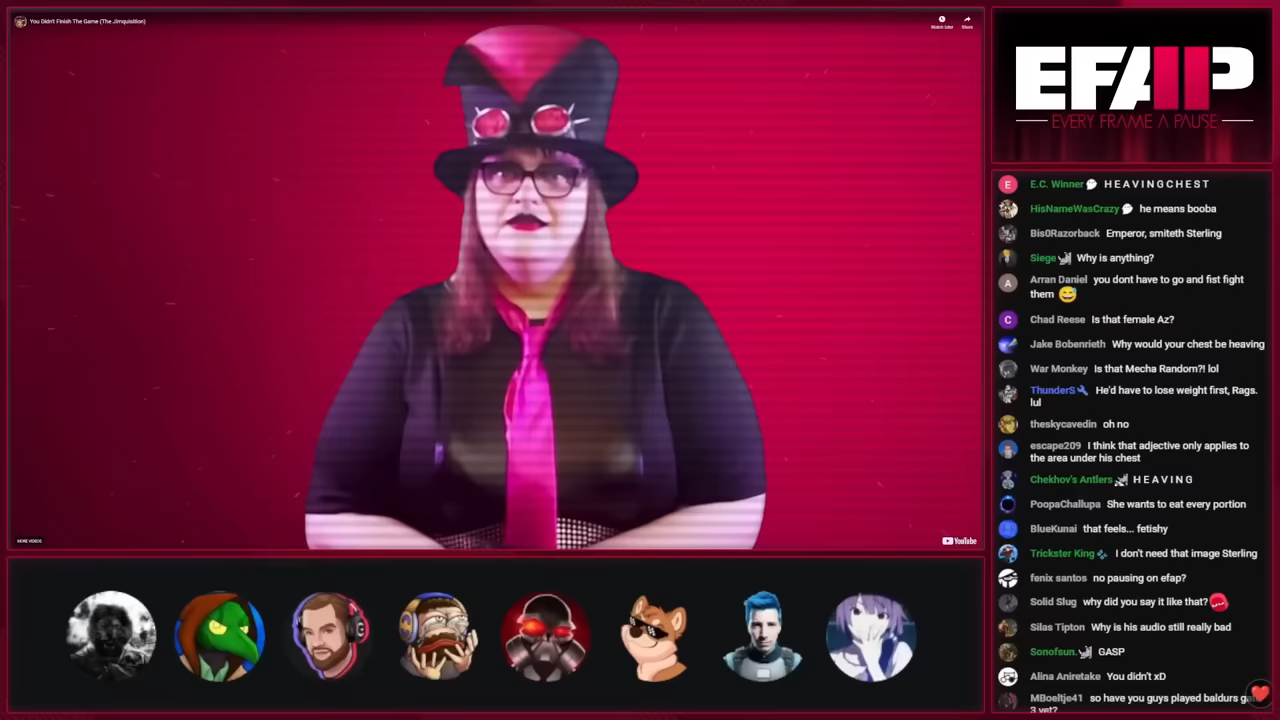 You Didn't Finish The Game (The Jimquisition)
Watch later
Share
MORE VIDEOS
YouTube
EFAP
EVERY FRAME A PAUSE
E
E.C. Winner H E A V I N G C H E S T
HisNameWasCrazy he means booba
Bis0Razorback Emperor, smiteth Sterling
Siege Why is anything?
A
Arran Daniel you dont have to go and fist fight
them
C
Chad Reese Is that female Az?
Jake Bobenrieth Why would your chest be heaving
War Monkey Is that Mecha Random?! lol
ThunderS He'd have to lose weight first, Rags.
lul
theskycavedin oh no
escape209 I think that adjective only applies to
the area under his chest
Chekhov's Antlers H E A V I N G
PoopaChallupa She wants to eat every portion
BlueKunai that feels... fetishy
Trickster King I don't need that image Sterling
fenix santos no pausing on efap?
Solid Slug why did you say it like that?
Silas Tipton Why is his audio still really bad
Sonofsun. GASP
Alina Aniretake You didn't xD
MBoeltje41 so have you guys played baldurs ga
3 yet?